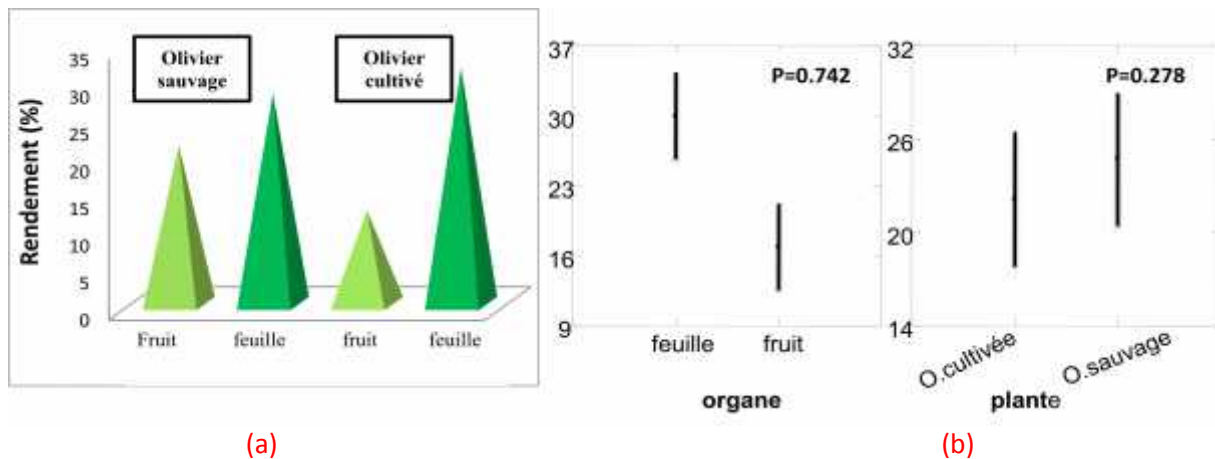 Olivier
sauvage
Olivier
cultivé
Rendement (%)
35
30
25
20
15
10
5
0
Fruit
feuille
fruit
feuille
37
30
23
16
9
P=0.742
feuille
fruit
organe
32
26
20
14
P=0.278
O.cultivée
O.sauvage
plante
(a)
(b)